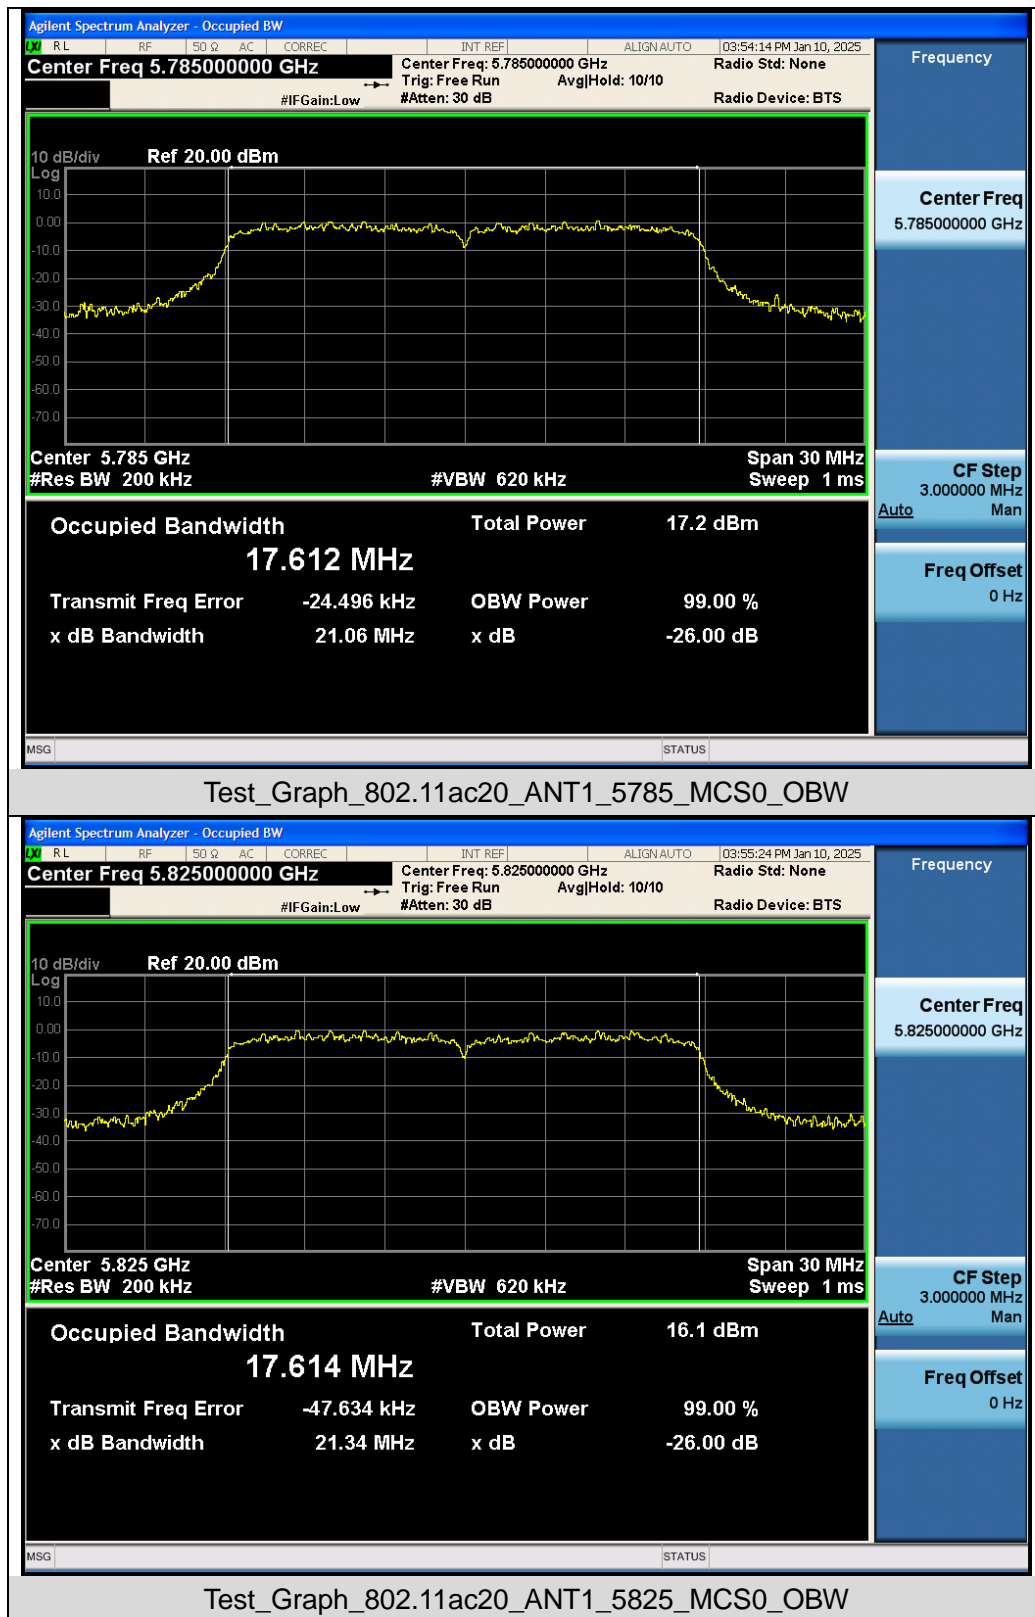 Agilent Spectrum Analyzer - Occupied BW
LXI RL RF 50 Ω AC CORREC INT REF ALIGN AUTO 03:54:14 PM Jan 10, 2025
Center Freq 5.785000000 GHz
Center Freq: 5.785000000 GHz
Radio Std: None
Trig: Free Run Avg|Hold: 10/10
#IFGain:Low #Atten: 30 dB Radio Device: BTS
Frequency
10 dB/div Ref 20.00 dBm
Log
10.0
0.00
-10.0
-20.0
-30.0
-40.0
-50.0
-60.0
-70.0
Center Freq
5.785000000 GHz
Center 5.785 GHz Span 30 MHz
#Res BW 200 kHz #VBW 620 kHz Sweep 1 ms
CF Step
3.000000 MHz
Auto Man
Occupied Bandwidth Total Power 17.2 dBm
17.612 MHz
Transmit Freq Error -24.496 kHz OBW Power 99.00 %
x dB Bandwidth 21.06 MHz x dB -26.00 dB
Freq Offset
0 Hz
MSG STATUS
Test_Graph_802.11ac20_ANT1_5785_MCS0_OBW
Agilent Spectrum Analyzer - Occupied BW
LXI RL RF 50 Ω AC CORREC INT REF ALIGN AUTO 03:55:24 PM Jan 10, 2025
Center Freq 5.825000000 GHz
Center Freq: 5.825000000 GHz
Radio Std: None
Trig: Free Run Avg|Hold: 10/10
#IFGain:Low #Atten: 30 dB Radio Device: BTS
Frequency
10 dB/div Ref 20.00 dBm
Log
10.0
0.00
-10.0
-20.0
-30.0
-40.0
-50.0
-60.0
-70.0
Center Freq
5.825000000 GHz
Center 5.825 GHz Span 30 MHz
#Res BW 200 kHz #VBW 620 kHz Sweep 1 ms
CF Step
3.000000 MHz
Auto Man
Occupied Bandwidth Total Power 16.1 dBm
17.614 MHz
Transmit Freq Error -47.634 kHz OBW Power 99.00 %
x dB Bandwidth 21.34 MHz x dB -26.00 dB
Freq Offset
0 Hz
MSG STATUS
Test_Graph_802.11ac20_ANT1_5825_MCS0_OBW